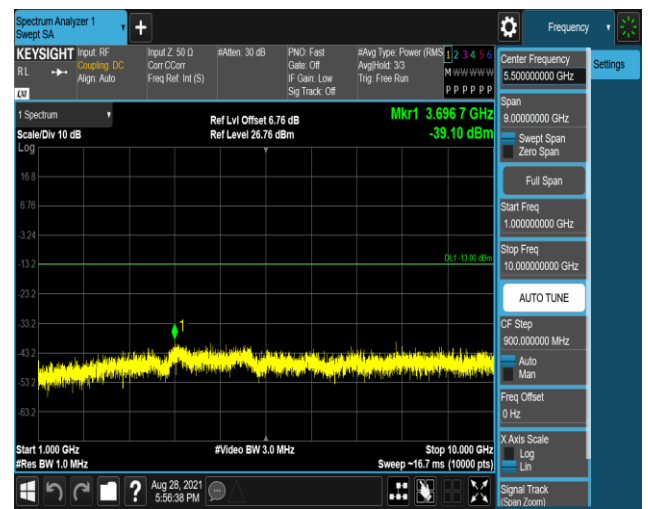 Spectrum Analyzer 1
Swept SA
Frequency
KEYSIGHT
RL
Input: RF
Coupling: DC
Align: Auto
Input Z: 50 Ω
Corr CCorr
Freq Ref: Int (S)
#Atten: 30 dB
PNO: Fast
Gate: Off
IF Gain: Low
Sig Track: Off
#Avg Type: Power (RMS
Avg|Hold: 3/3
Trig: Free Run
1 2 3 4 5 6
M W W W W W
P P P P P P
LXI
1 Spectrum
Scale/Div 10 dB
Log
Ref Lvl Offset 6.76 dB
Ref Level 26.76 dBm
Mkr1 3.696 7 GHz
-39.10 dBm
16.8
6.76
-3.24
-13.2
-23.2
-33.2
-43.2
-53.2
-63.2
DL1 -13.00 dBm
1
Start 1.000 GHz
#Res BW 1.0 MHz
#Video BW 3.0 MHz
Stop 10.000 GHz
Sweep ~16.7 ms (10000 pts)
Center Frequency
5.500000000 GHz
Settings
Span
9.00000000 GHz
Swept Span
Zero Span
Full Span
Start Freq
1.000000000 GHz
Stop Freq
10.000000000 GHz
AUTO TUNE
CF Step
900.000000 MHz
Auto
Man
Freq Offset
0 Hz
X Axis Scale
Log
Lin
Signal Track
(Span Zoom)
?
Aug 28, 2021
5:56:38 PM